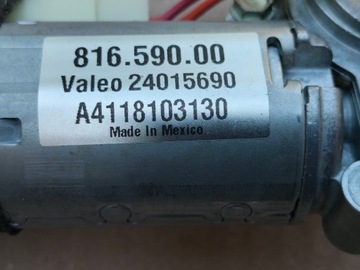 816.590.00
Valeo 24015690
A4118103130
Made In Mexico